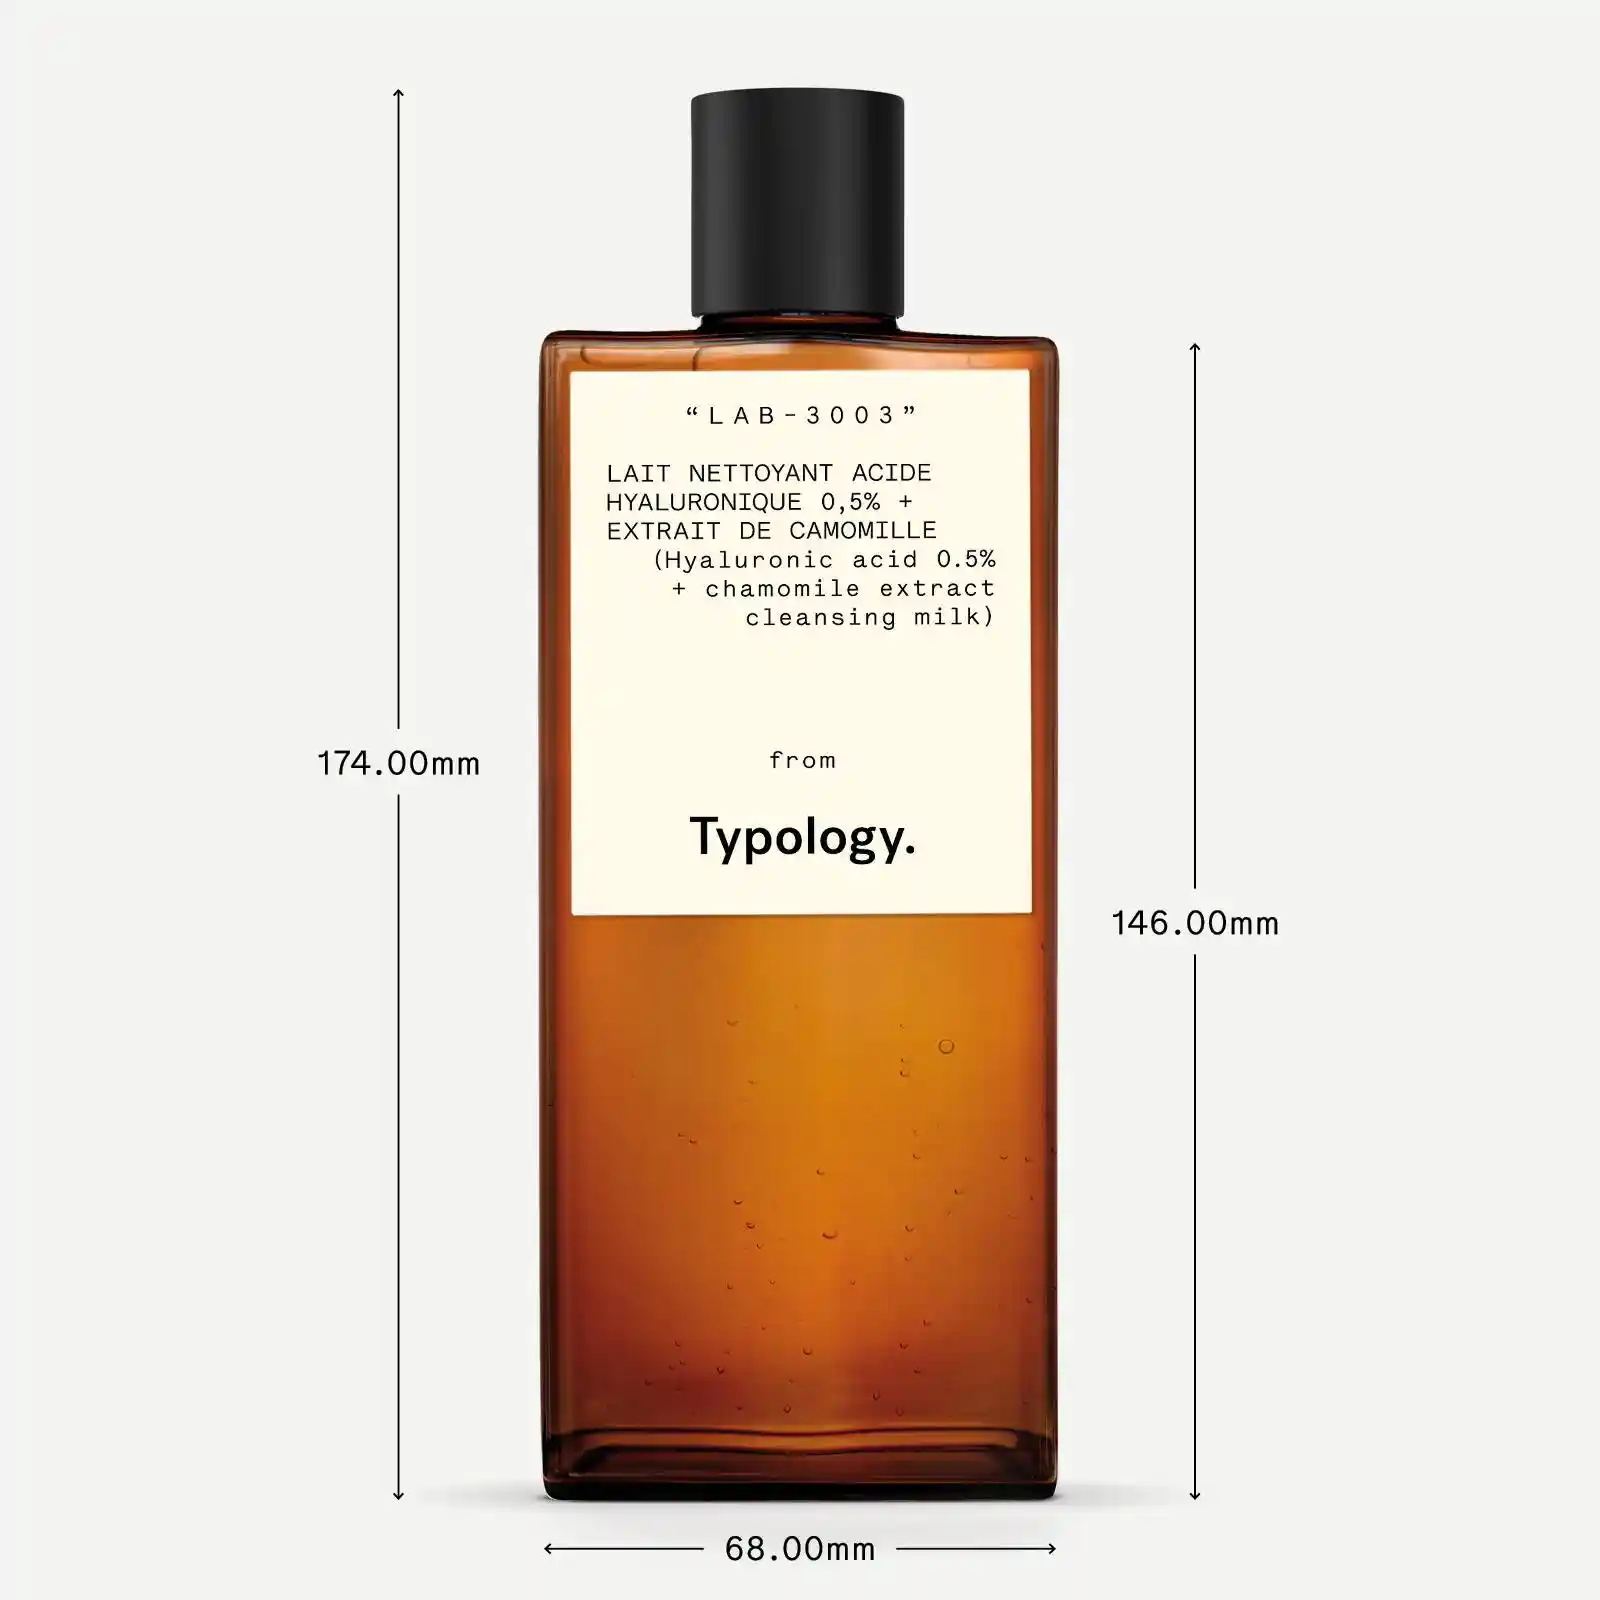 “LAB-3003”
LAIT NETTOYANT ACIDE
HYALURONIQUE 0,5% +
EXTRAIT DE CAMOMILLE
(Hyaluronic acid 0.5%
+ chamomile extract
cleansing milk)
from
Typology.
174.00mm
146.00mm
68.00mm